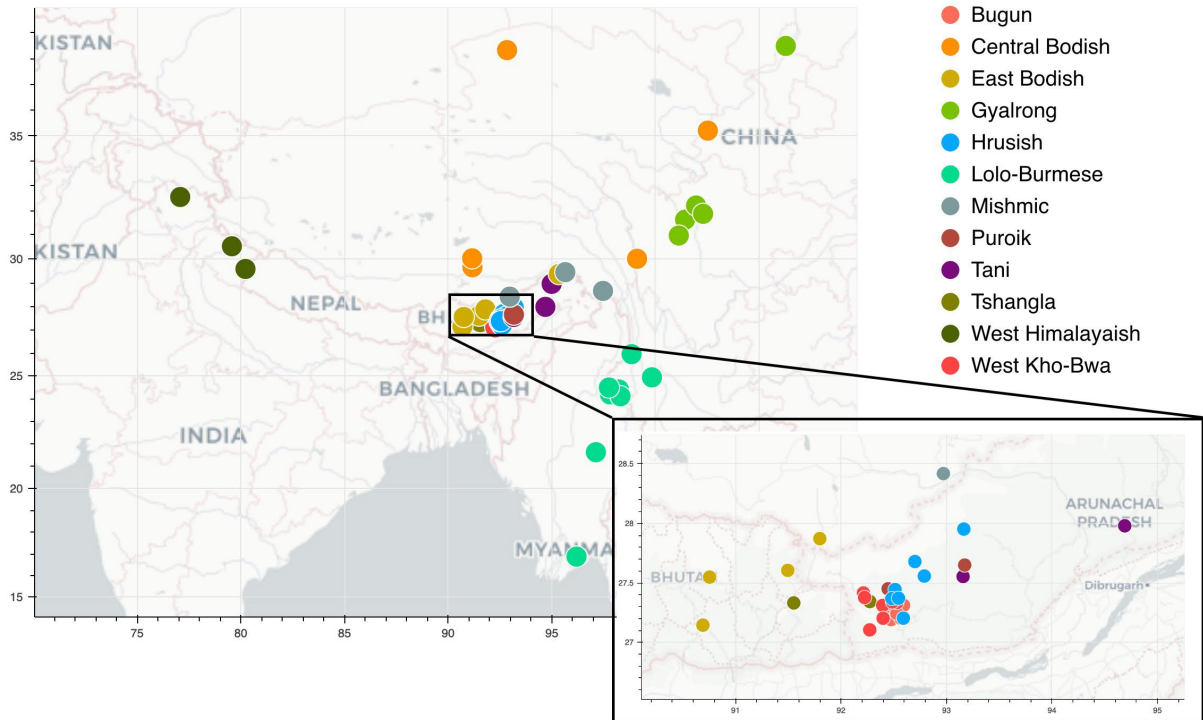 KISTAN
CHINA
KISTAN
NEPAL
BH
BANGLADESH
INDIA
MYANMA
35
30
25
20
15
75
80
85
90
95
Bugun
Central Bodish
East Bodish
Gyalrong
Hrusish
Lolo-Burmese
Mishmic
Puroik
Tani
Tshangla
West Himalayaish
West Kho-Bwa
28.5
28
27.5
27
ARUNACHAL
PRADESH
BHUTAN
Dibrugarh
91
92
93
94
95